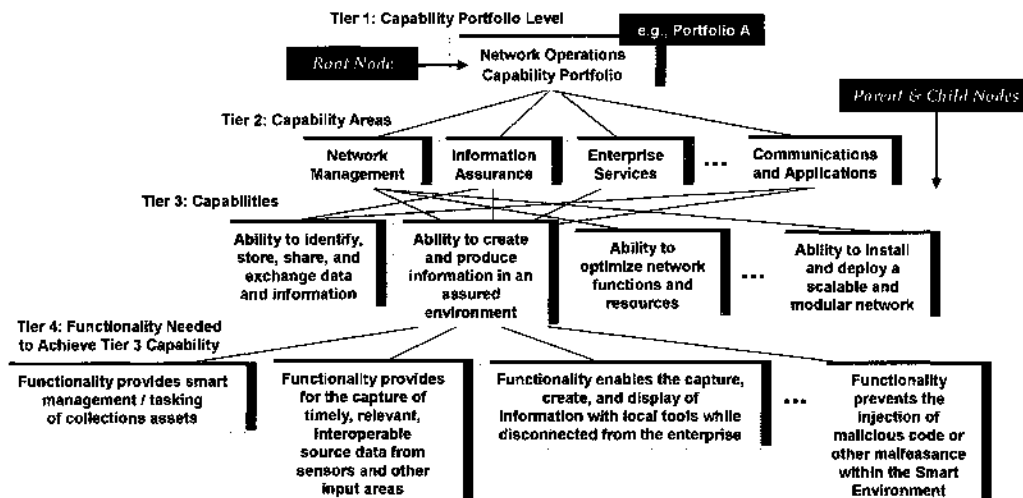 Tier 1: Capability Portfolio Level
e.g., Portfolio A
Root Node
Network Operations
Capability Portfolio
Parent & Child Nodes
Tier 2: Capability Areas
Network
Management
Information
Assurance
Enterprise
Services
...
Communications
and Applications
Tier 3: Capabilities
Ability to identify,
store, share, and
exchange data
and information
Ability to create
and produce
information in an
assured
environment
Ability to
optimize network
functions and
resources
...
Ability to Install
and deploy a
scalable and
modular network
Tier 4: Functionality Needed
to Achieve Tier 3 Capability
Functionality provides smart
management / tasking
of collections assets
Functionality provides
for the capture of
timely, relevant,
interoperable
source data from
sensors and other
input areas
Functionality enables the capture,
create, and display of
information with local tools while
disconnected from the enterprise
...
Functionality
prevents the
injection of
malicious code or
other malfeasance
within the Smart
Environment